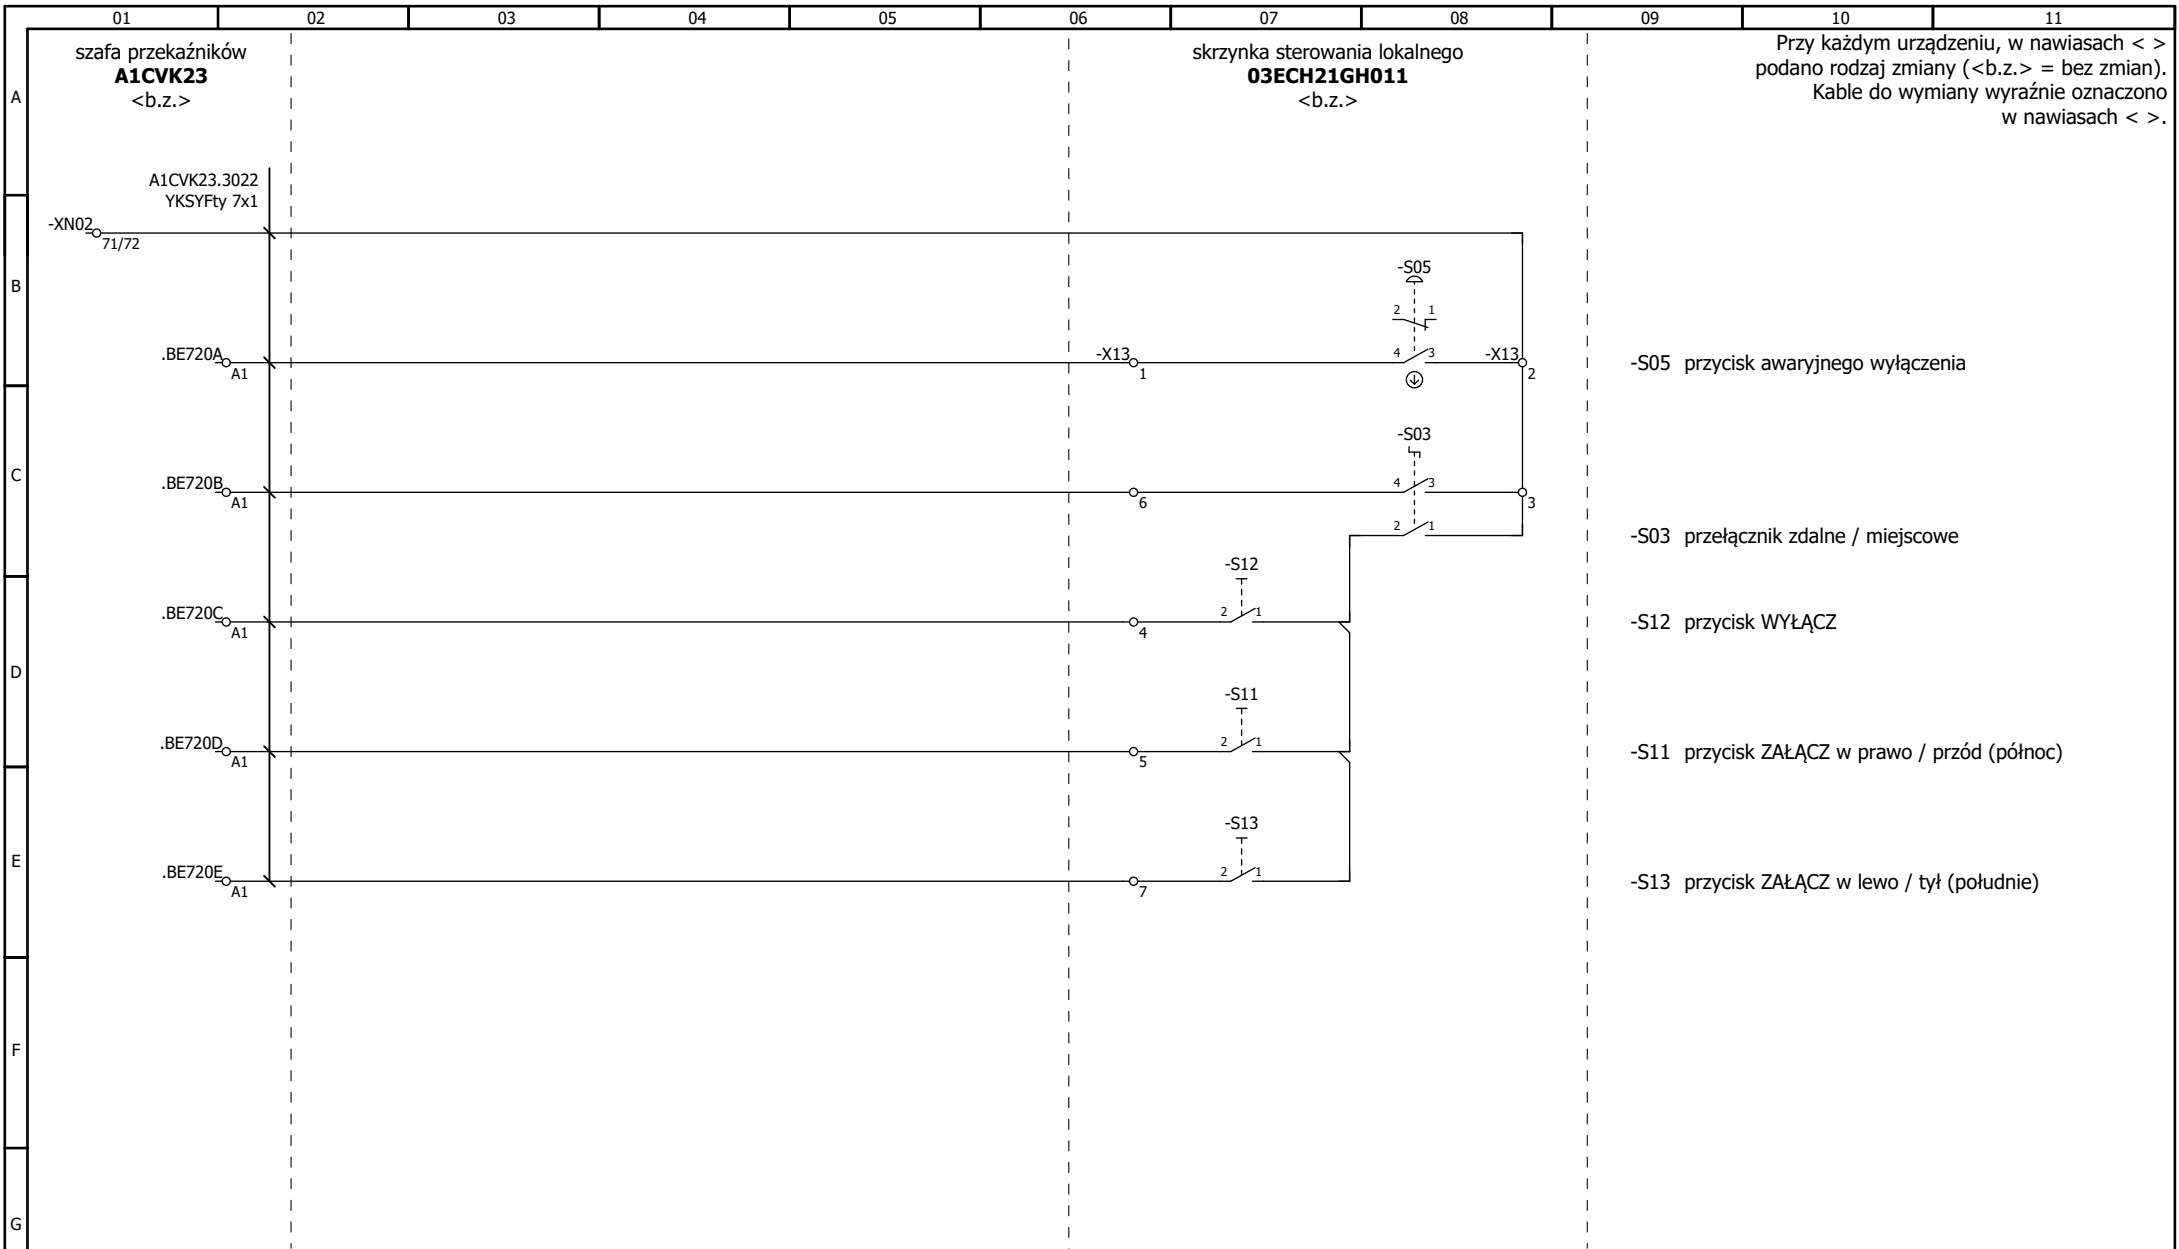 01 02 03 04 05 06 07 08 09 10 11
szafa przekaźników
A1CVK23
<b.z.>
skrzynka sterowania lokalnego
03ECH21GH011
<b.z.>
Przy każdym urządzeniu, w nawiasach < >
podano rodzaj zmiany (<b.z.> = bez zmian).
Kable do wymiany wyraźnie oznaczono
w nawiasach < >.
A
A1CVK23.3022
YKSYFty 7x1
-XN02
71/72
B
-S05
2 1
.BE720A
A1
-X13
1
4 3
-X13
2
-S05 przycisk awaryjnego wyłączenia
-S03
C
.BE720B
A1
6
4 3
3
2 1
-S03 przełącznik zdalne / miejscowe
-S12
.BE720C
A1
4
2 1
-S12 przycisk WYŁĄCZ
D
-S11
.BE720D
A1
5
2 1
-S11 przycisk ZAŁĄCZ w prawo / przód (północ)
-S13
E
.BE720E
A1
7
2 1
-S13 przycisk ZAŁĄCZ w lewo / tył (południe)
F
G